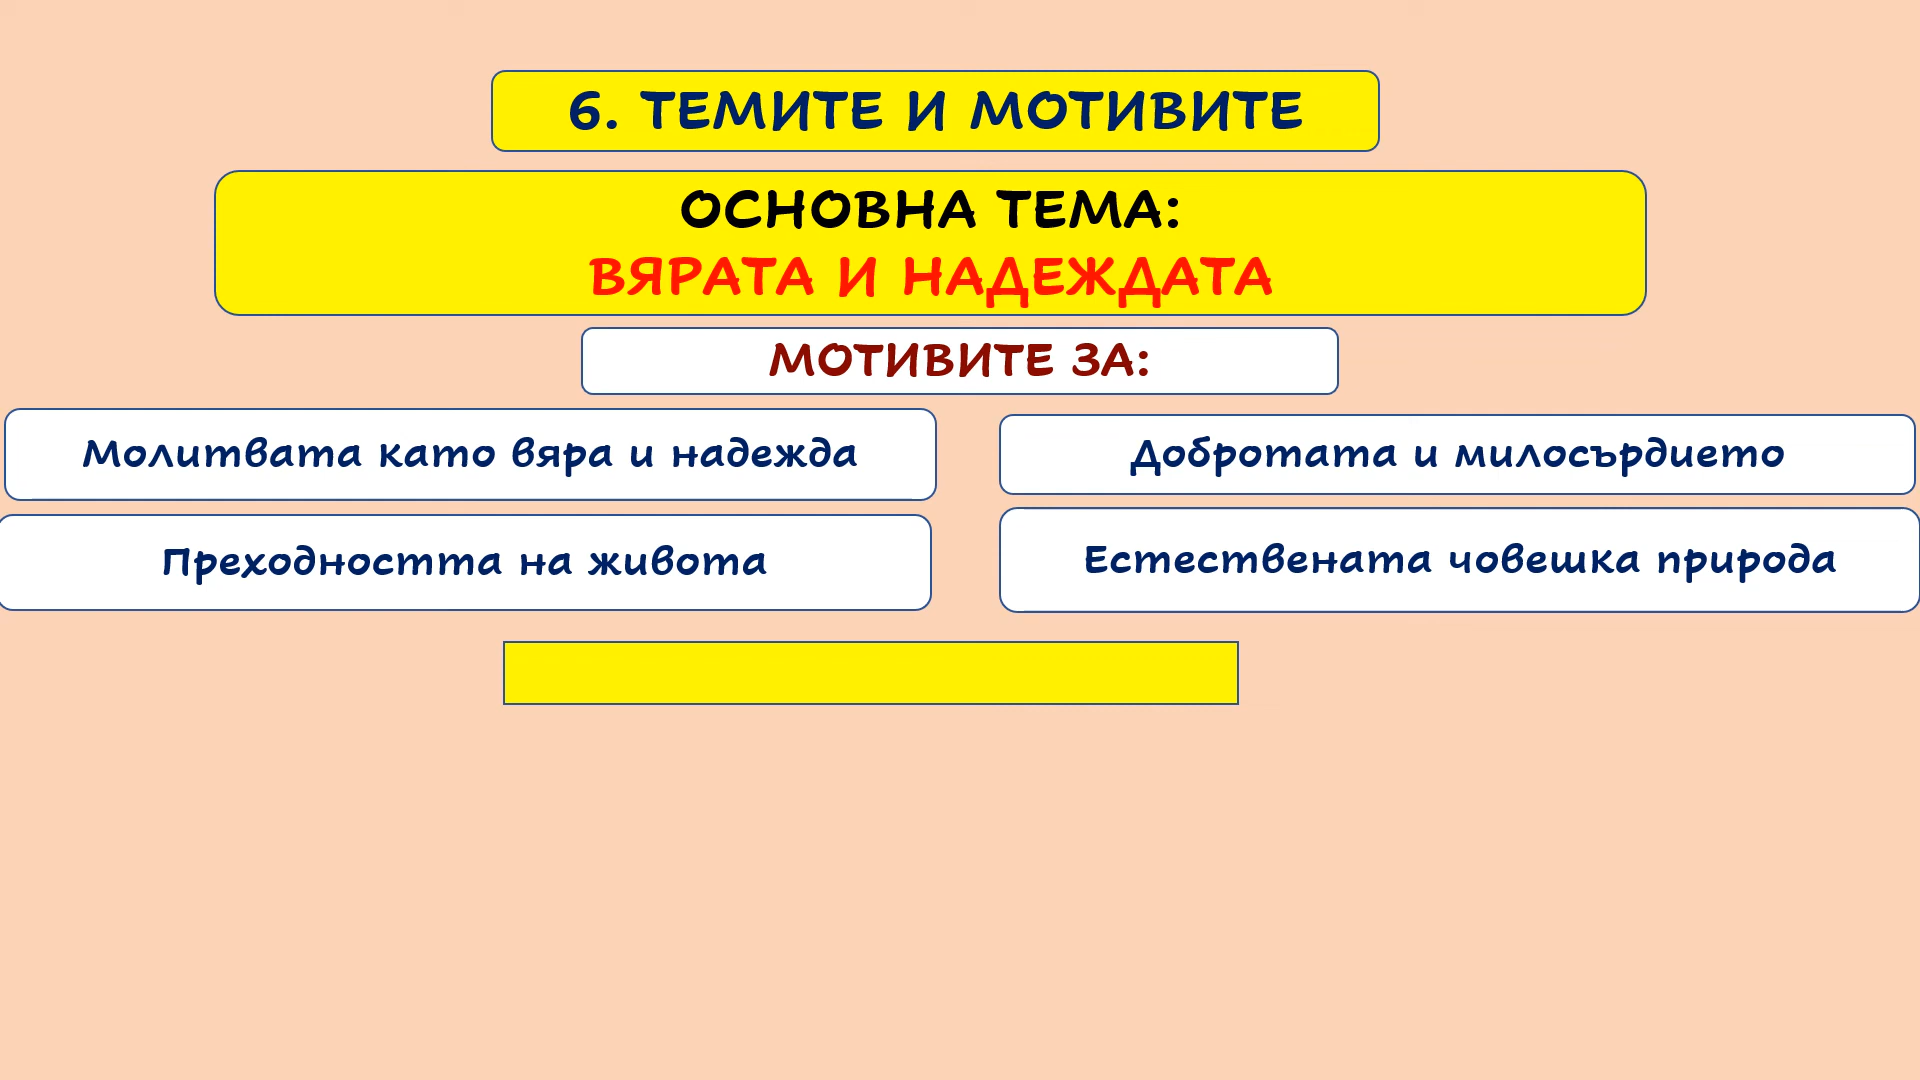 6. ТЕМИТЕ И МОТИВИТЕ
ОСНОВНА ТЕМА:
ВЯРАТА И НАДЕЖДАТА
МОТИВИТЕ ЗА:
Молитвата като вяра и надежда
Добротата и милосърдието
Преходността на живота
Естествената човешка природа